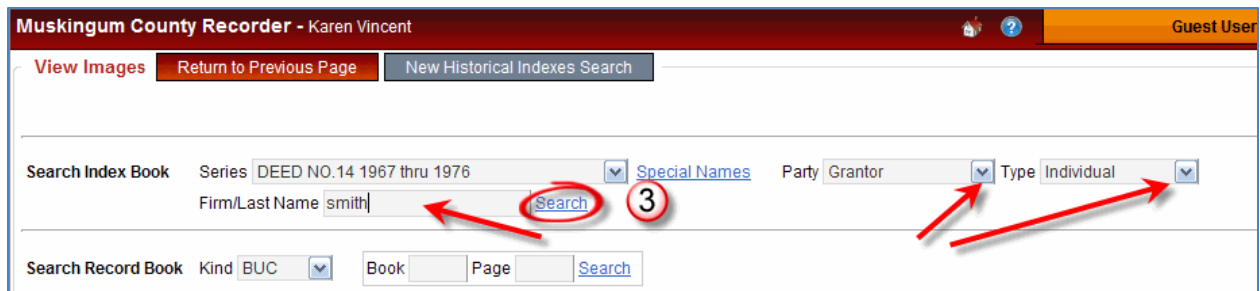 Muskingum County Recorder - Karen Vincent ? Guest User
View Images Return to Previous Page New Historical Indexes Search
Search Index Book Series DEED NO.14 1967 thru 1976 Special Names Party Grantor Type Individual
Firm/Last Name smith Search 3
Search Record Book Kind BUC Book Page Search